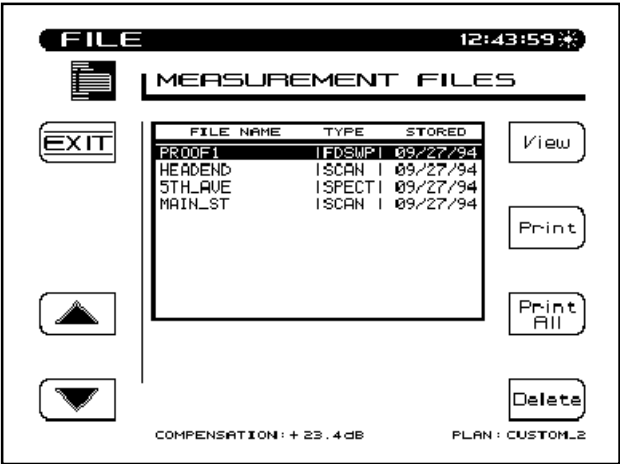 FILE 12:43:59
MEASUREMENT FILES
EXIT
FILE NAME TYPE STORED
PROOF1 |FDSWP| 09/27/94
HEADEND |SCAN | 09/27/94
5TH_AVE |SPECT| 09/27/94
MAIN_ST |SCAN | 09/27/94
View
Print
Print
All
Delete
COMPENSATION:+23.4dB PLAN: CUSTOM_2